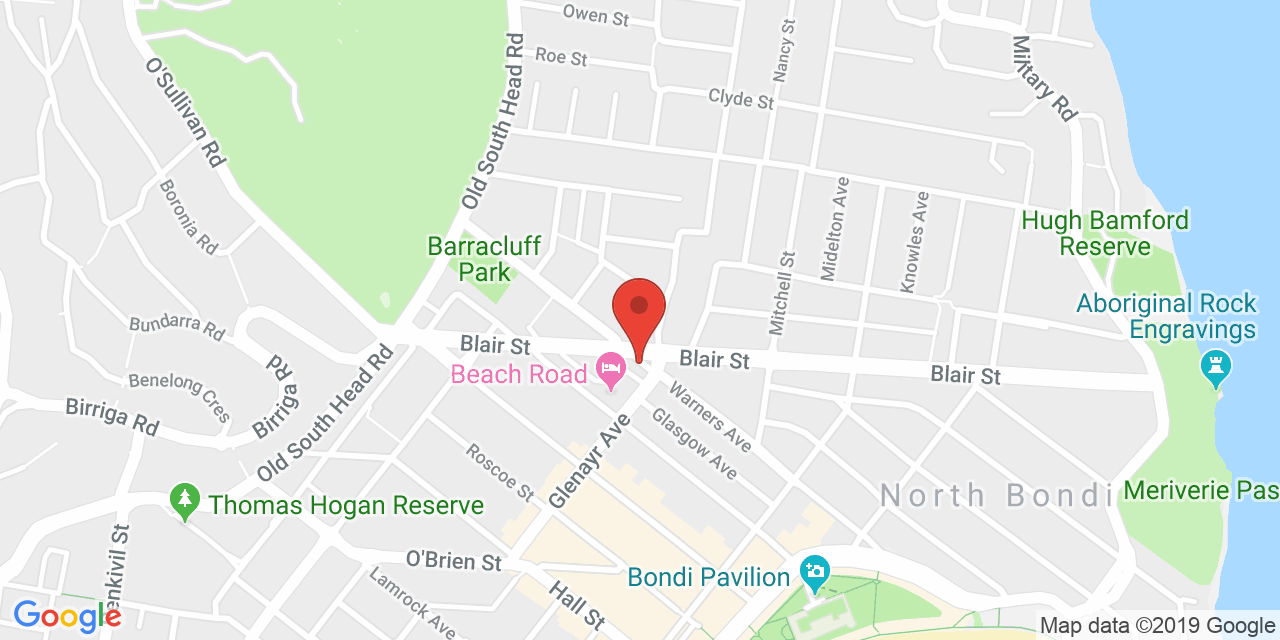 Owen St
Roe St
Nancy St
Military Rd
O'Sullivan Rd
Old South Head Rd
Clyde St
Boronia Rd
Midelton Ave
Knowles Ave
Hugh Bamford
Reserve
Barracluff
Park
Mitchell St
Aboriginal Rock
Engravings
Bundarra Rd
Blair St
Blair St
Blair St
Beach Road
Benelong Cres
Birriga Rd
Birriga Rd
Old South Head Rd
Warners Ave
Glasgow Ave
Glenayr Ave
Roscoe St
North Bondi
Meriverie Pas
Thomas Hogan Reserve
enkivil St
O'Brien St
Lamrock Ave
Hall St
Bondi Pavilion
Google
Map data ©2019 Google